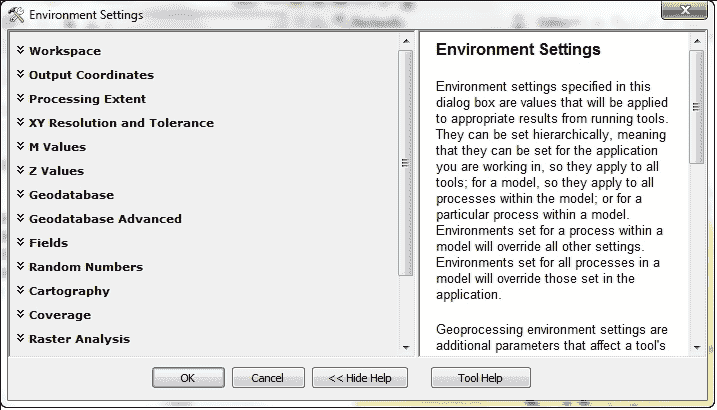 Environment Settings
Workspace
Output Coordinates
Processing Extent
XY Resolution and Tolerance
M Values
Z Values
Geodatabase
Geodatabase Advanced
Fields
Random Numbers
Cartography
Coverage
Raster Analysis
Environment Settings
Environment settings specified in this
dialog box are values that will be applied
to appropriate results from running tools.
They can be set hierarchically, meaning
that they can be set for the application
you are working in, so they apply to all
tools; for a model, so they apply to all
processes within the model; or for a
particular process within a model.
Environments set for a process within a
model will override all other settings.
Environments set for all processes in a
model will override those set in the
application.
Geoprocessing environment settings are
additional parameters that affect a tool's
OK
Cancel
<< Hide Help
Tool Help